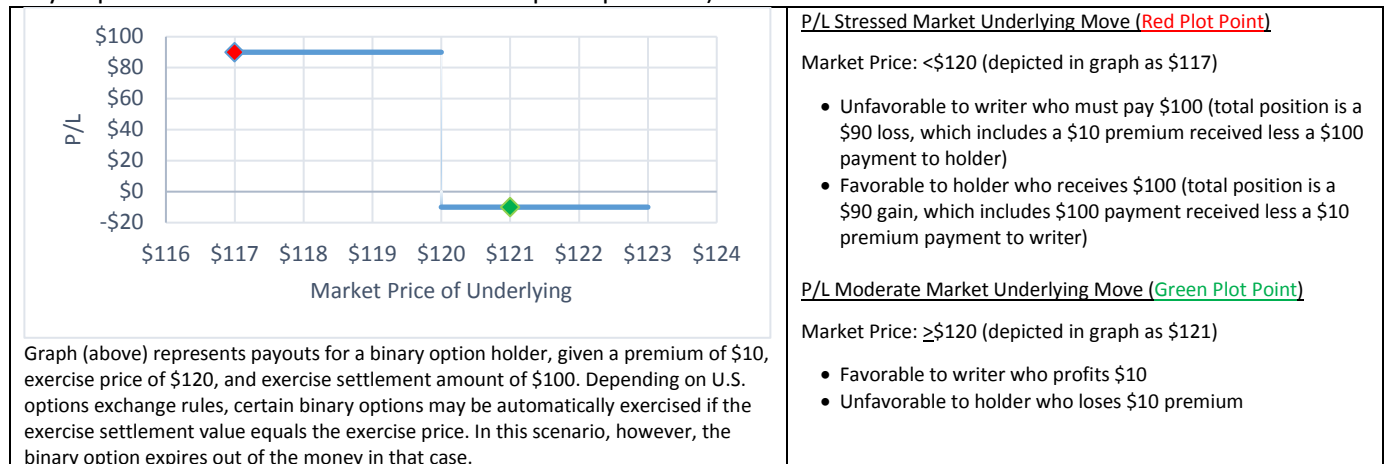 $100
$80
$60
$40
$20
$0
-$20
P/L
$116 $117 $118 $119 $120 $121 $122 $123 $124
Market Price of Underlying
Graph (above) represents payouts for a binary option holder, given a premium of $10,
exercise price of $120, and exercise settlement amount of $100. Depending on U.S.
options exchange rules, certain binary options may be automatically exercised if the
exercise settlement value equals the exercise price. In this scenario, however, the
binary option expires out of the money in that case.
P/L Stressed Market Underlying Move (Red Plot Point)
Market Price: <$120 (depicted in graph as $117)
• Unfavorable to writer who must pay $100 (total position is a
$90 loss, which includes a $10 premium received less a $100
payment to holder)
• Favorable to holder who receives $100 (total position is a
$90 gain, which includes $100 payment received less a $10
premium payment to writer)
P/L Moderate Market Underlying Move (Green Plot Point)
Market Price: >$120 (depicted in graph as $121)
• Favorable to writer who profits $10
• Unfavorable to holder who loses $10 premium